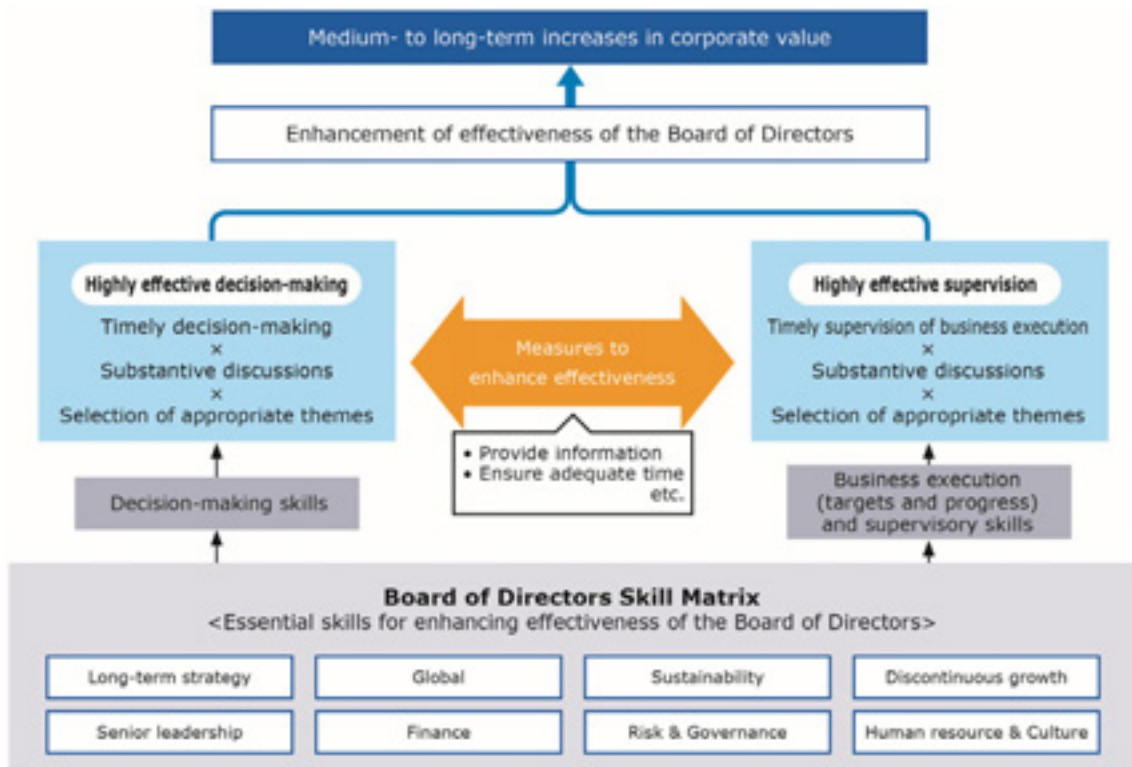 Medium- to long-term increases in corporate value
Enhancement of effectiveness of the Board of Directors
Highly effective decision-making
Timely decision-making
×
Substantive discussions
×
Selection of appropriate themes
Measures to
enhance effectiveness
• Provide information
• Ensure adequate time
etc.
Highly effective supervision
Timely supervision of business execution
×
Substantive discussions
×
Selection of appropriate themes
Decision-making skills
Business execution
(targets and progress)
and supervisory skills
Board of Directors Skill Matrix
<Essential skills for enhancing effectiveness of the Board of Directors>
Long-term strategy
Global
Sustainability
Discontinuous growth
Senior leadership
Finance
Risk & Governance
Human resource & Culture